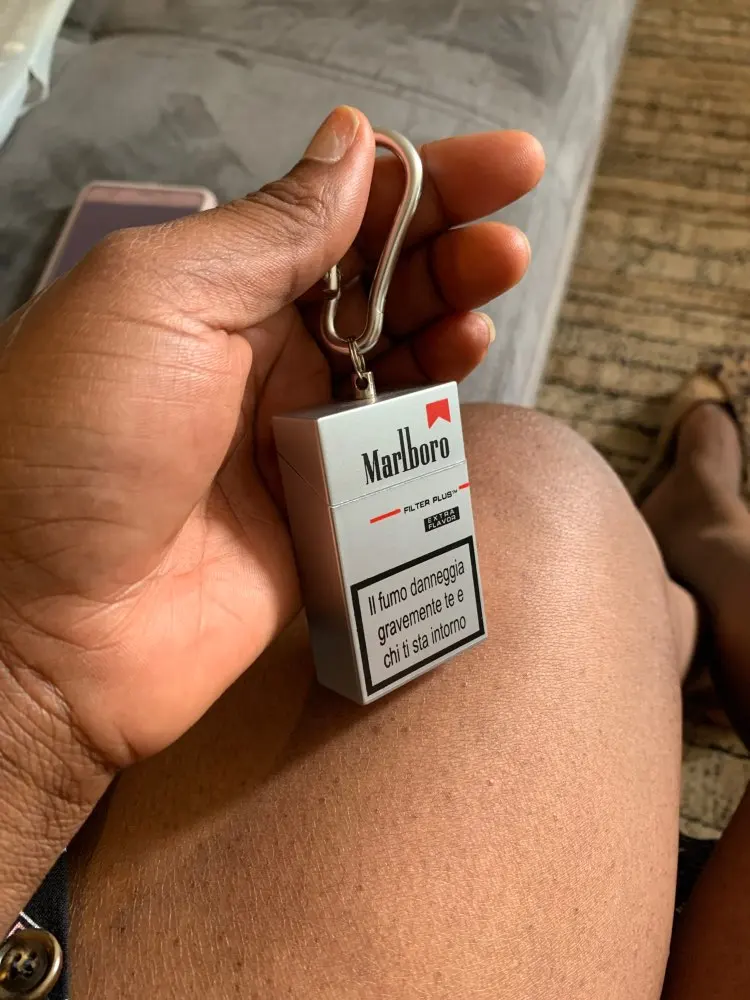 Marlboro
FILTER PLUS™
EXTRA
FLAVOR
Il fumo danneggia
gravemente te e
chi ti sta intorno